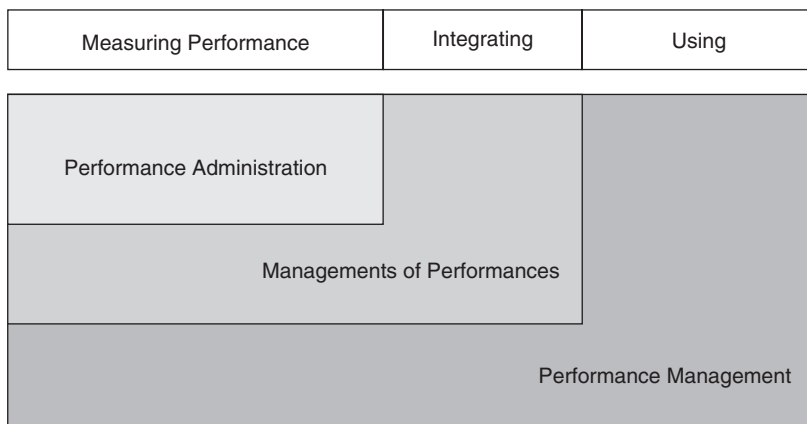 Measuring Performance
Integrating
Using
Performance Administration
Managements of Performances
Performance Management